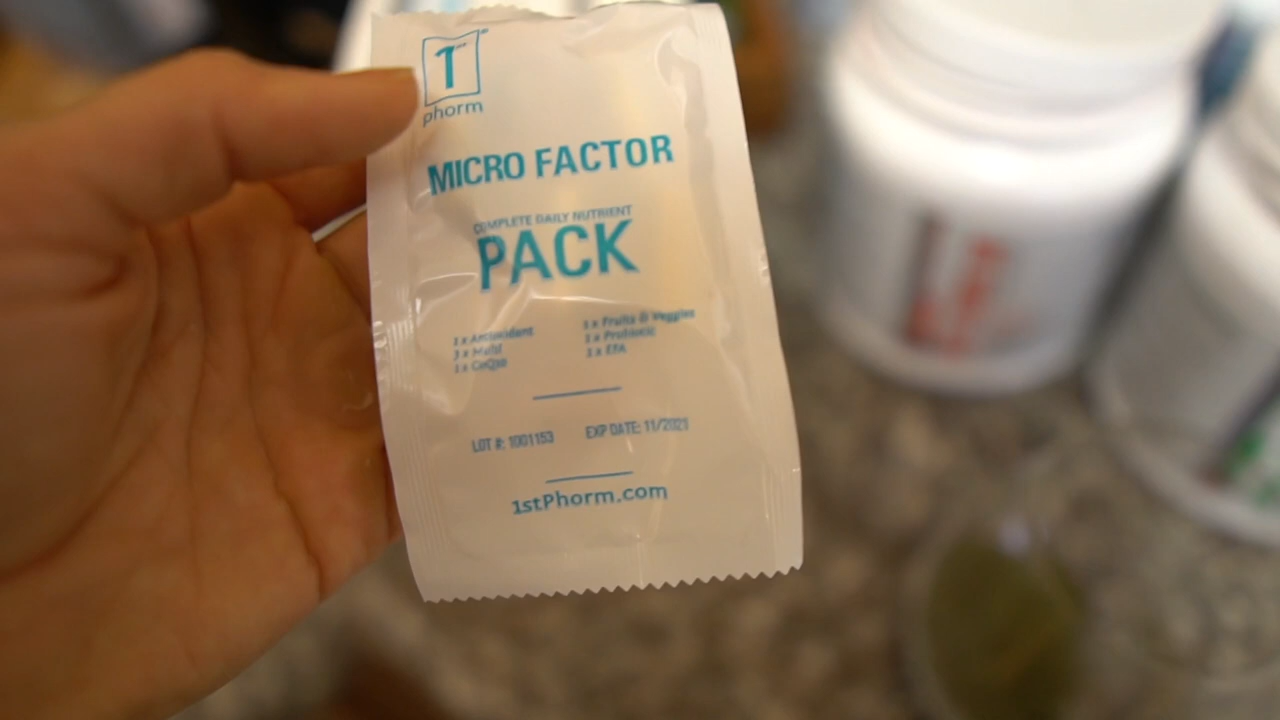 1st
phorm
MICRO FACTOR
COMPLETE DAILY NUTRIENT
PACK
1 x Antioxidant
1 x Multi
1 x CoQ10
1 x Fruits & Veggies
1 x Probiotic
1 x EFA
LOT #: 1001153
EXP DATE: 11/2021
1stPhorm.com